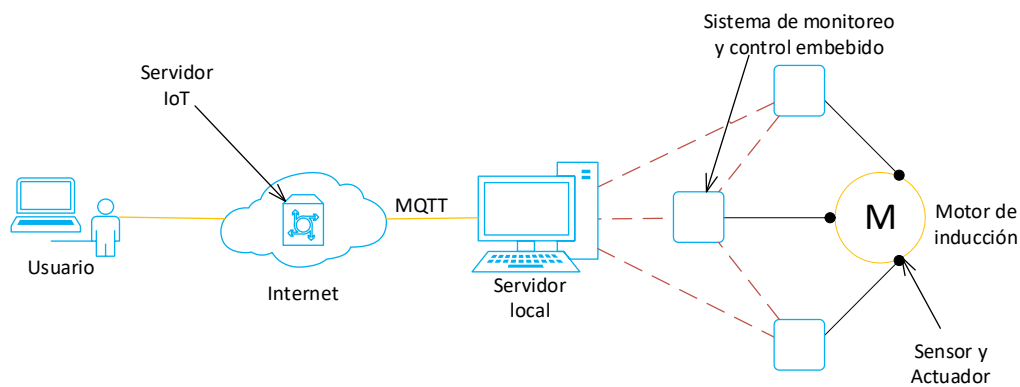 Sistema de monitoreo
y control embebido
Servidor
IoT
MQTT
M
Motor de
inducción
Usuario
Internet
Servidor
local
Sensor y
Actuador